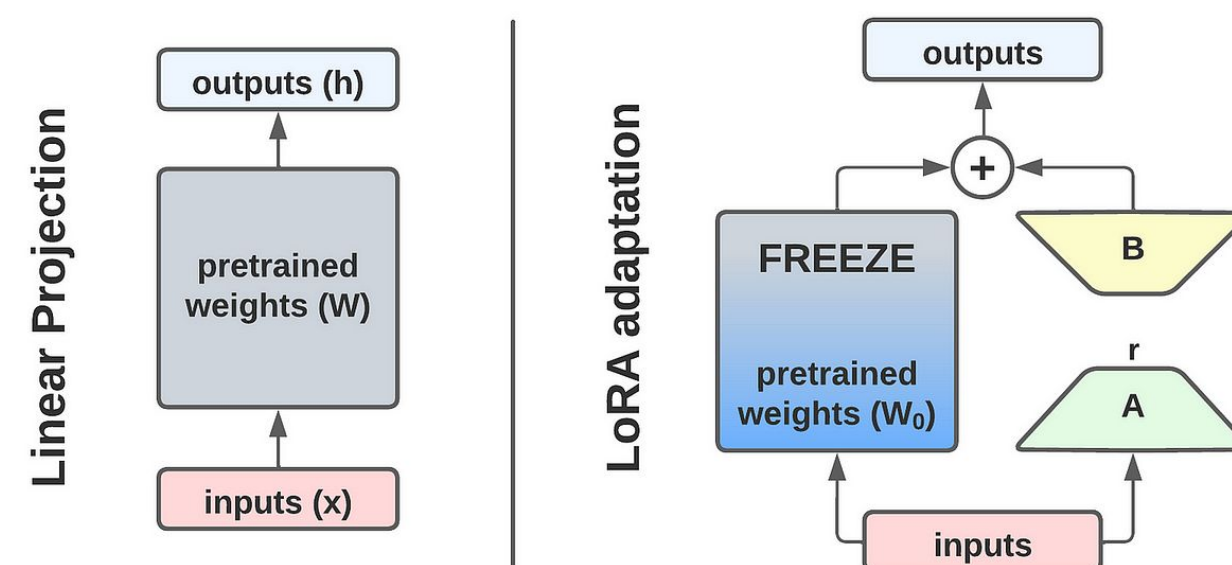 Linear Projection
outputs (h)
pretrained
weights (W)
inputs (x)
LoRA adaptation
outputs
+
FREEZE
pretrained
weights (W₀)
B
r
A
inputs